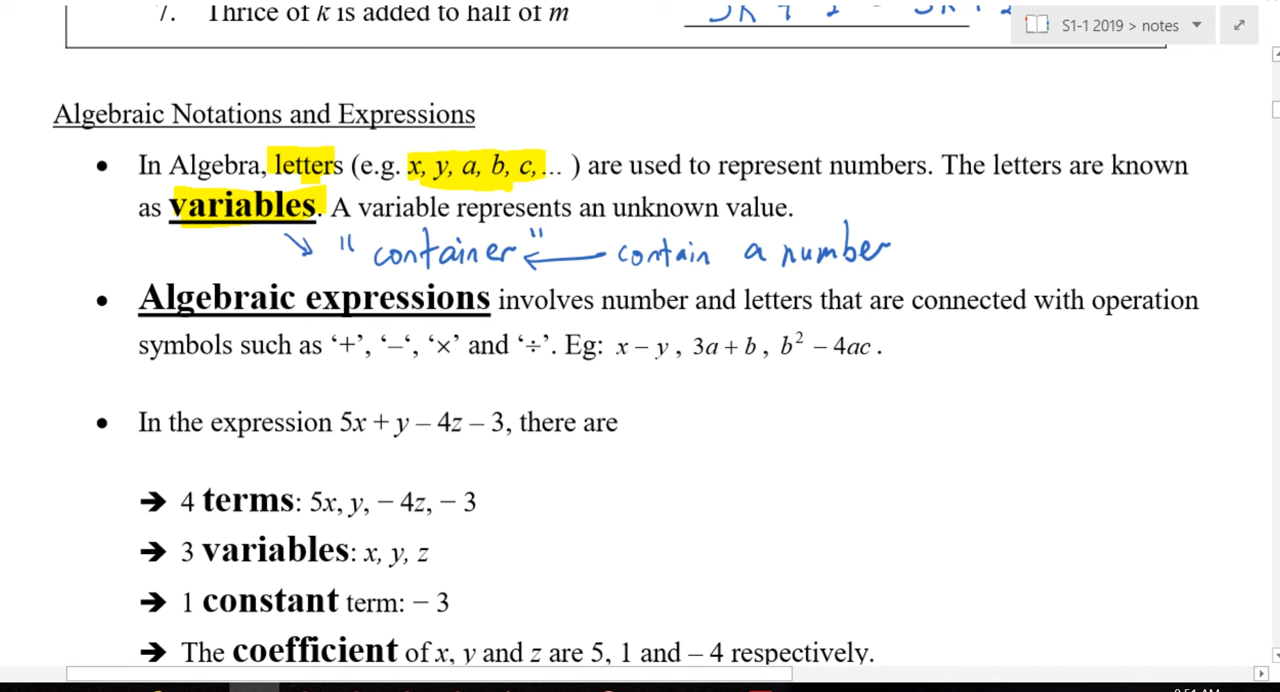 7. Thrice of k is added to half of m
S1-1 2019 > notes
Algebraic Notations and Expressions
• In Algebra, letters (e.g. x, y, a, b, c,... ) are used to represent numbers. The letters are known
as variables. A variable represents an unknown value.
↘ "container" ← contain a number
• Algebraic expressions involves number and letters that are connected with operation
symbols such as ‘+’, ‘–‘, ‘×’ and ‘÷’. Eg: x − y , 3a + b , b² − 4ac .
• In the expression 5x + y – 4z – 3, there are
➔ 4 terms: 5x, y, − 4z, − 3
➔ 3 variables: x, y, z
➔ 1 constant term: − 3
➔ The coefficient of x, y and z are 5, 1 and – 4 respectively.